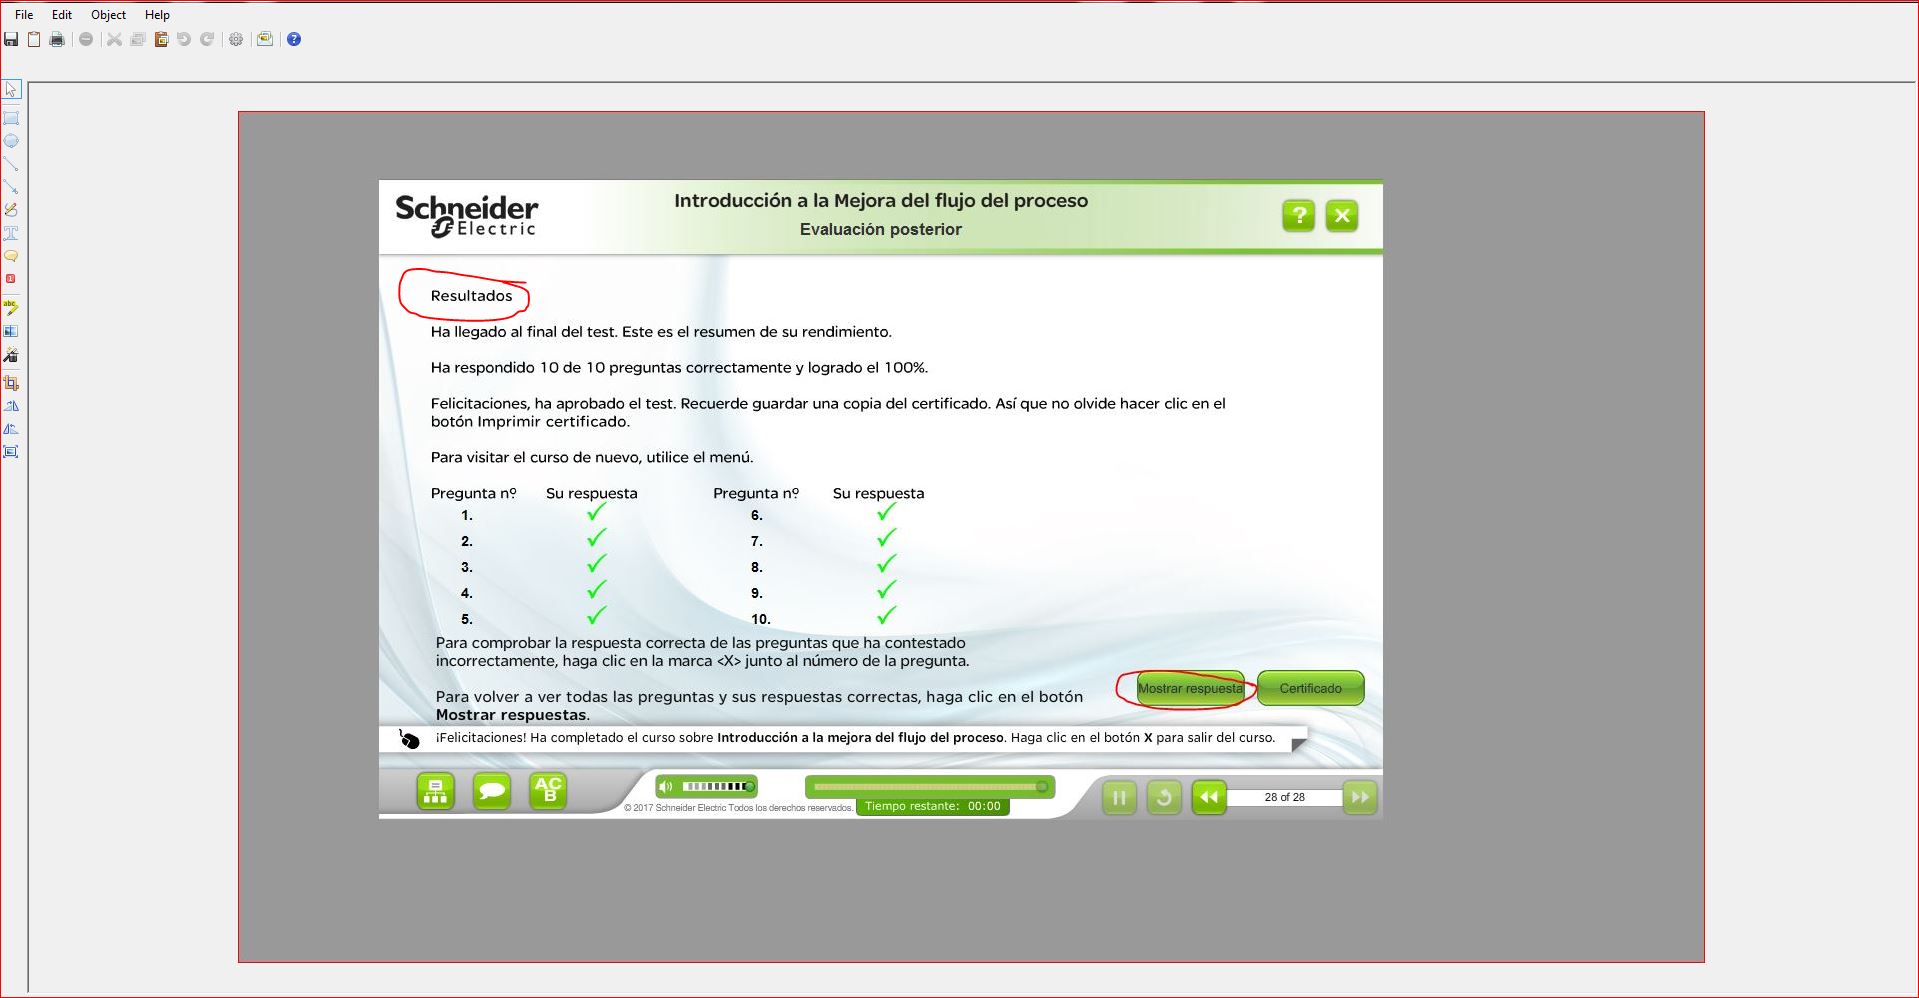 File Edit Object Help
abc
1
Schneider
Electric
Introducción a la Mejora del flujo del proceso
Evaluación posterior
? X
Resultados
Ha llegado al final del test. Este es el resumen de su rendimiento.
Ha respondido 10 de 10 preguntas correctamente y logrado el 100%.
Felicitaciones, ha aprobado el test. Recuerde guardar una copia del certificado. Así que no olvide hacer clic en el
botón Imprimir certificado.
Para visitar el curso de nuevo, utilice el menú.
Pregunta nº Su respuesta Pregunta nº Su respuesta
1. ✓ 6. ✓
2. ✓ 7. ✓
3. ✓ 8. ✓
4. ✓ 9. ✓
5. ✓ 10. ✓
Para comprobar la respuesta correcta de las preguntas que ha contestado
incorrectamente, haga clic en la marca <X> junto al número de la pregunta.
Para volver a ver todas las preguntas y sus respuestas correctas, haga clic en el botón
Mostrar respuestas.
Mostrar respuesta Certificado
¡Felicitaciones! Ha completado el curso sobre Introducción a la mejora del flujo del proceso. Haga clic en el botón X para salir del curso.
AC
B
© 2017 Schneider Electric Todos los derechos reservados.
Tiempo restante: 00:00
28 of 28